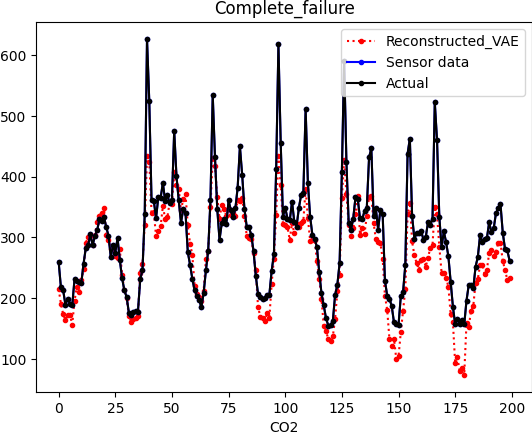 Complete_failure
Reconstructed_VAE
Sensor data
Actual
600
500
400
300
200
100
0 25 50 75 100 125 150 175 200
CO2